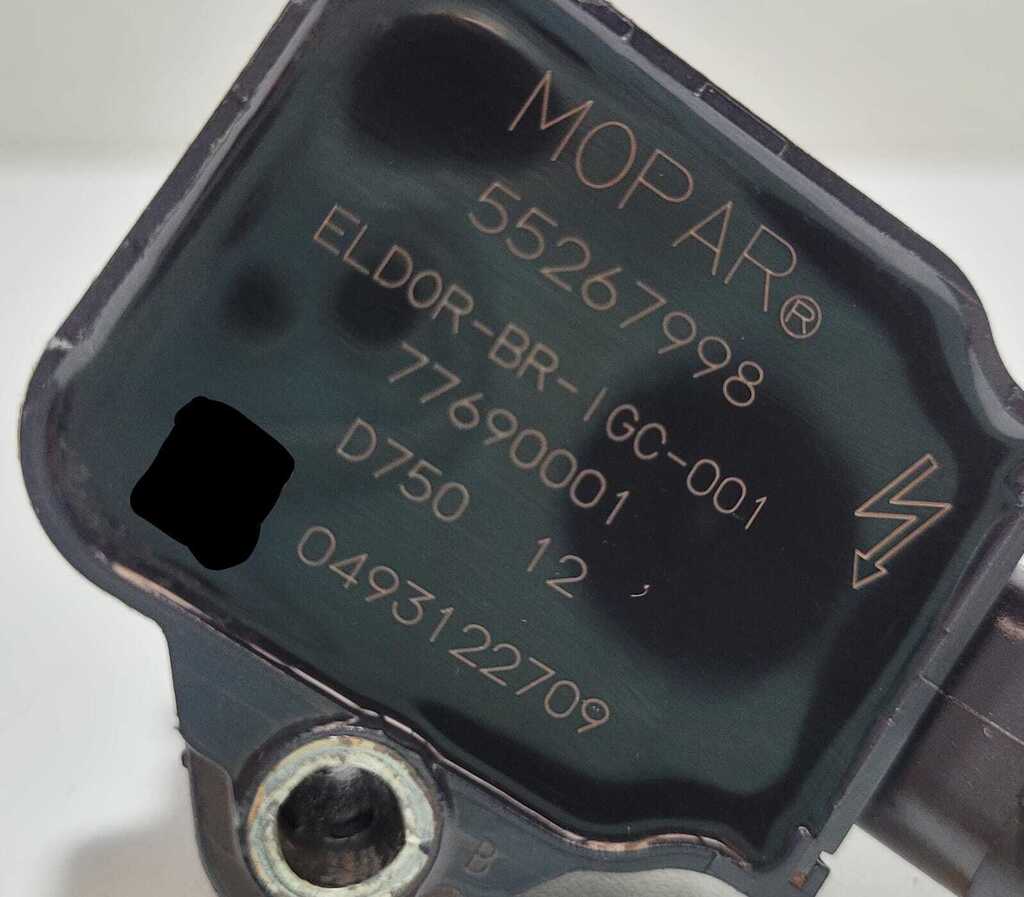 MOPAR®
55267998
ELDOR-BR-IGC-001
77690001
D750 12
0493122709